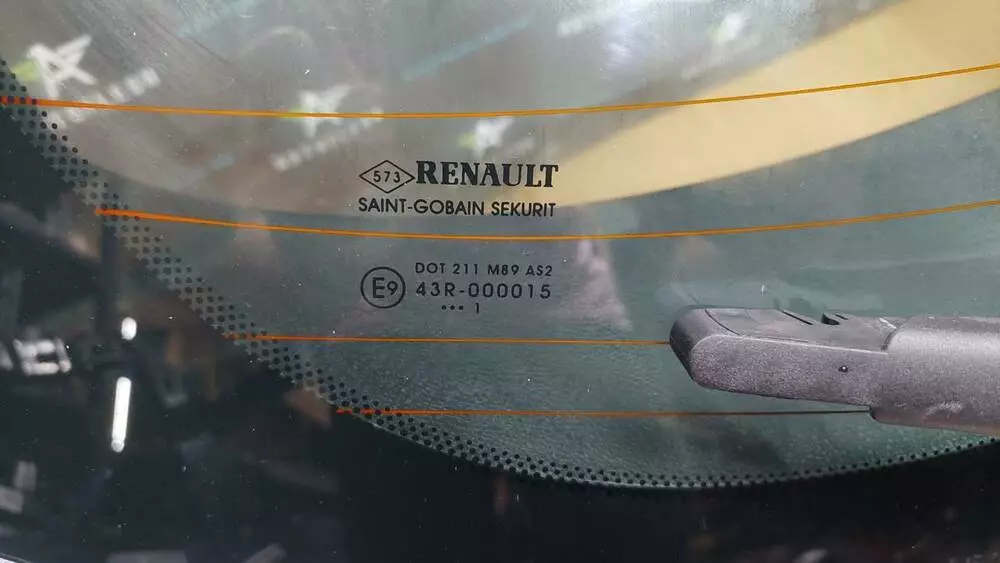 573 RENAULT
SAINT-GOBAIN SEKURIT
DOT 211 M89 AS2
E9 43R-000015
••• 1